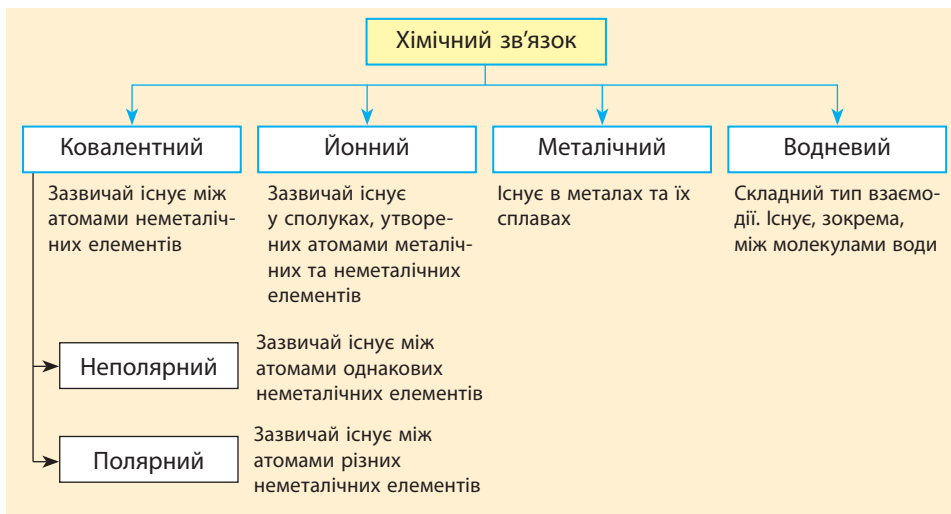 Хімічний зв'язок
Ковалентний
Зазвичай існує між
атомами неметаліч-
них елементів
Йонний
Зазвичай існує
у сполуках, утворе-
них атомами металіч-
них та неметалічних
елементів
Металічний
Існує в металах та їх
сплавах
Водневий
Складний тип взаємо-
дії. Існує, зокрема,
між молекулами води
Неполярний
Зазвичай існує між
атомами однакових
неметалічних елементів
Полярний
Зазвичай існує між
атомами різних
неметалічних елементів